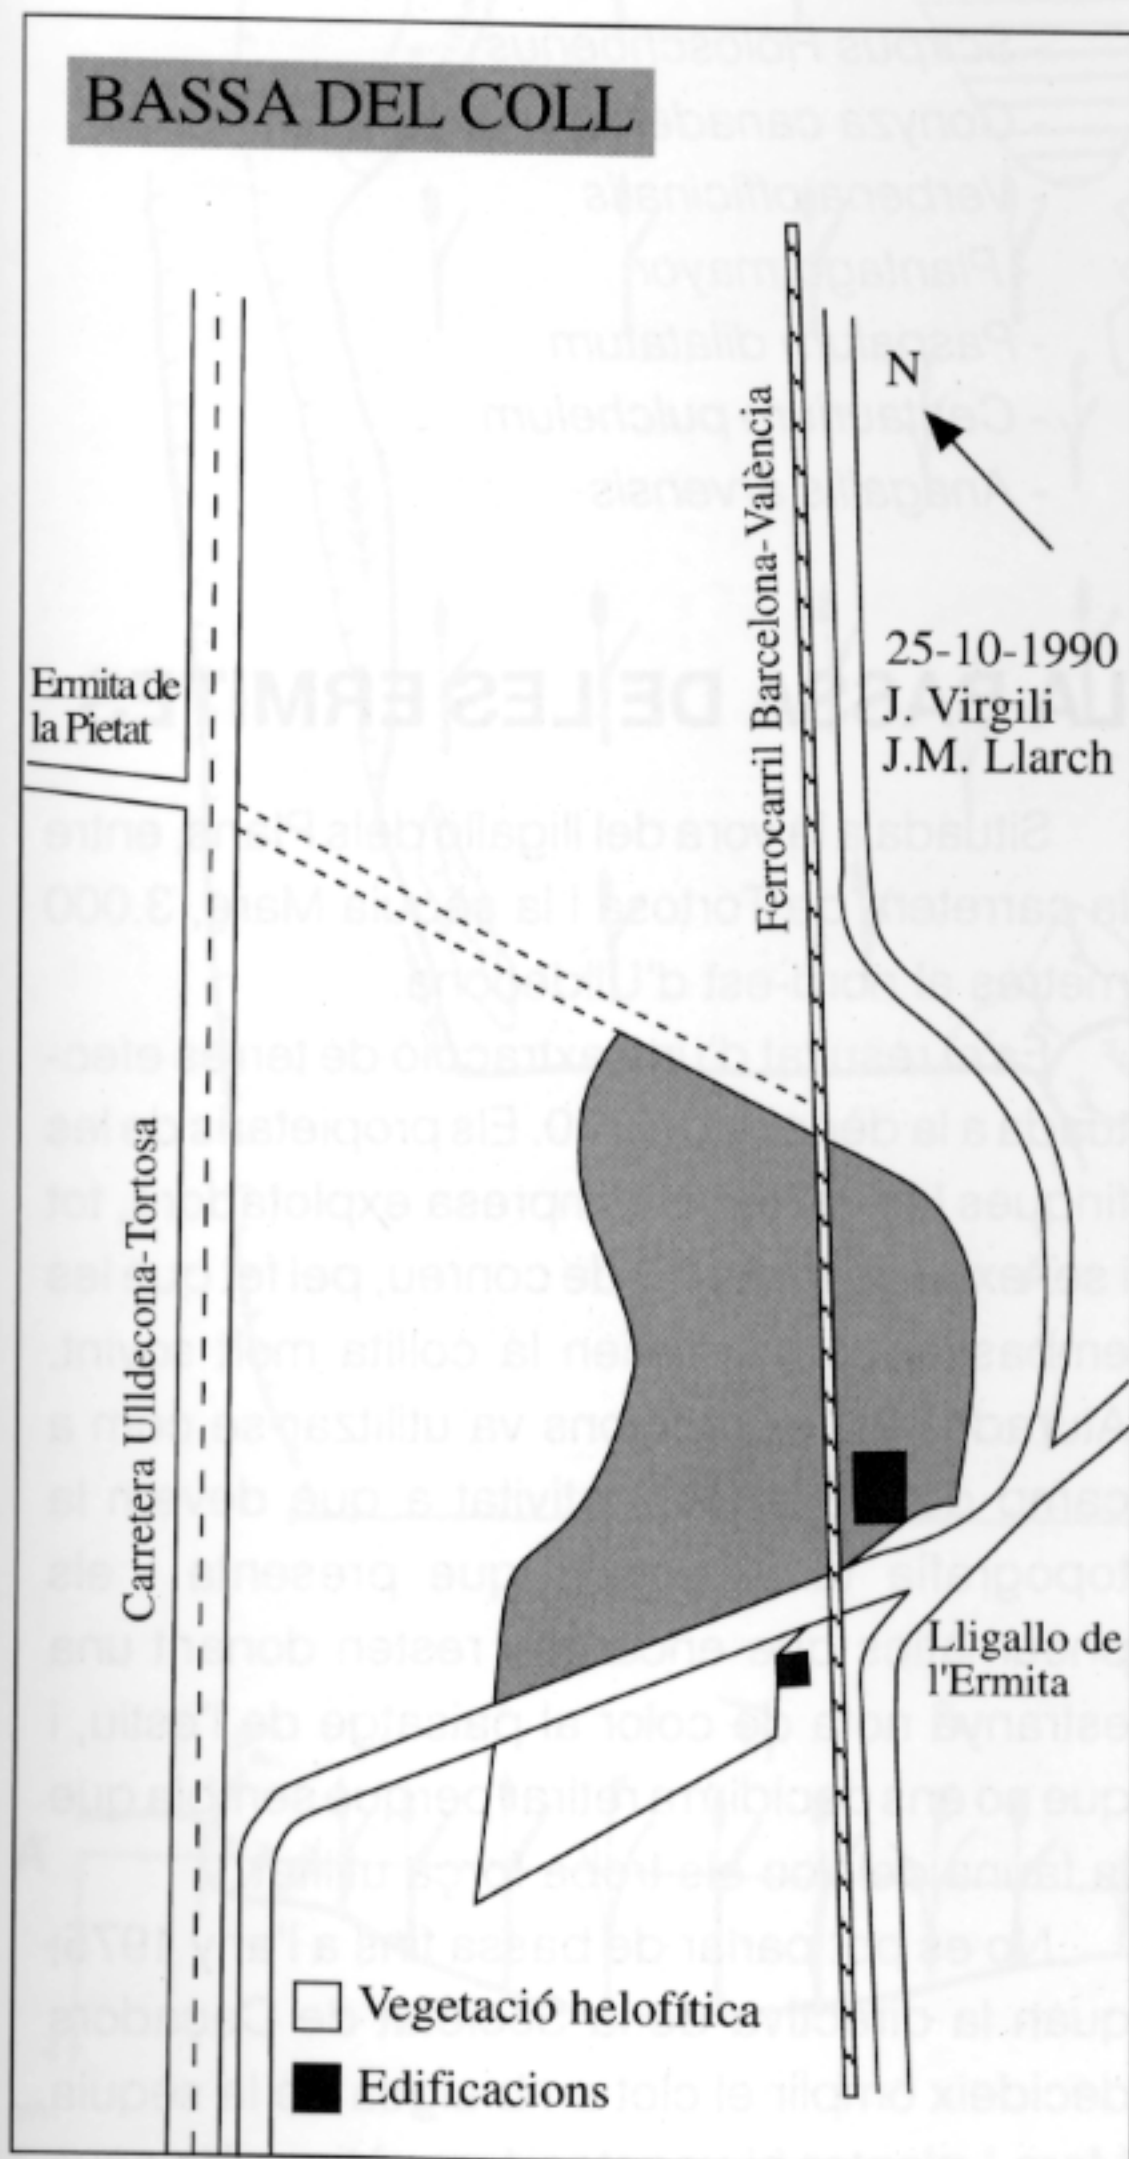 BASSA DEL COLL
N
Ferrocarril Barcelona-València
25-10-1990
J. Virgili
J.M. Llarch
Ermita de
la Pietat
Carretera Ulldecona-Tortosa
Lligallo de
l'Ermita
Vegetació helofítica
Edificacions